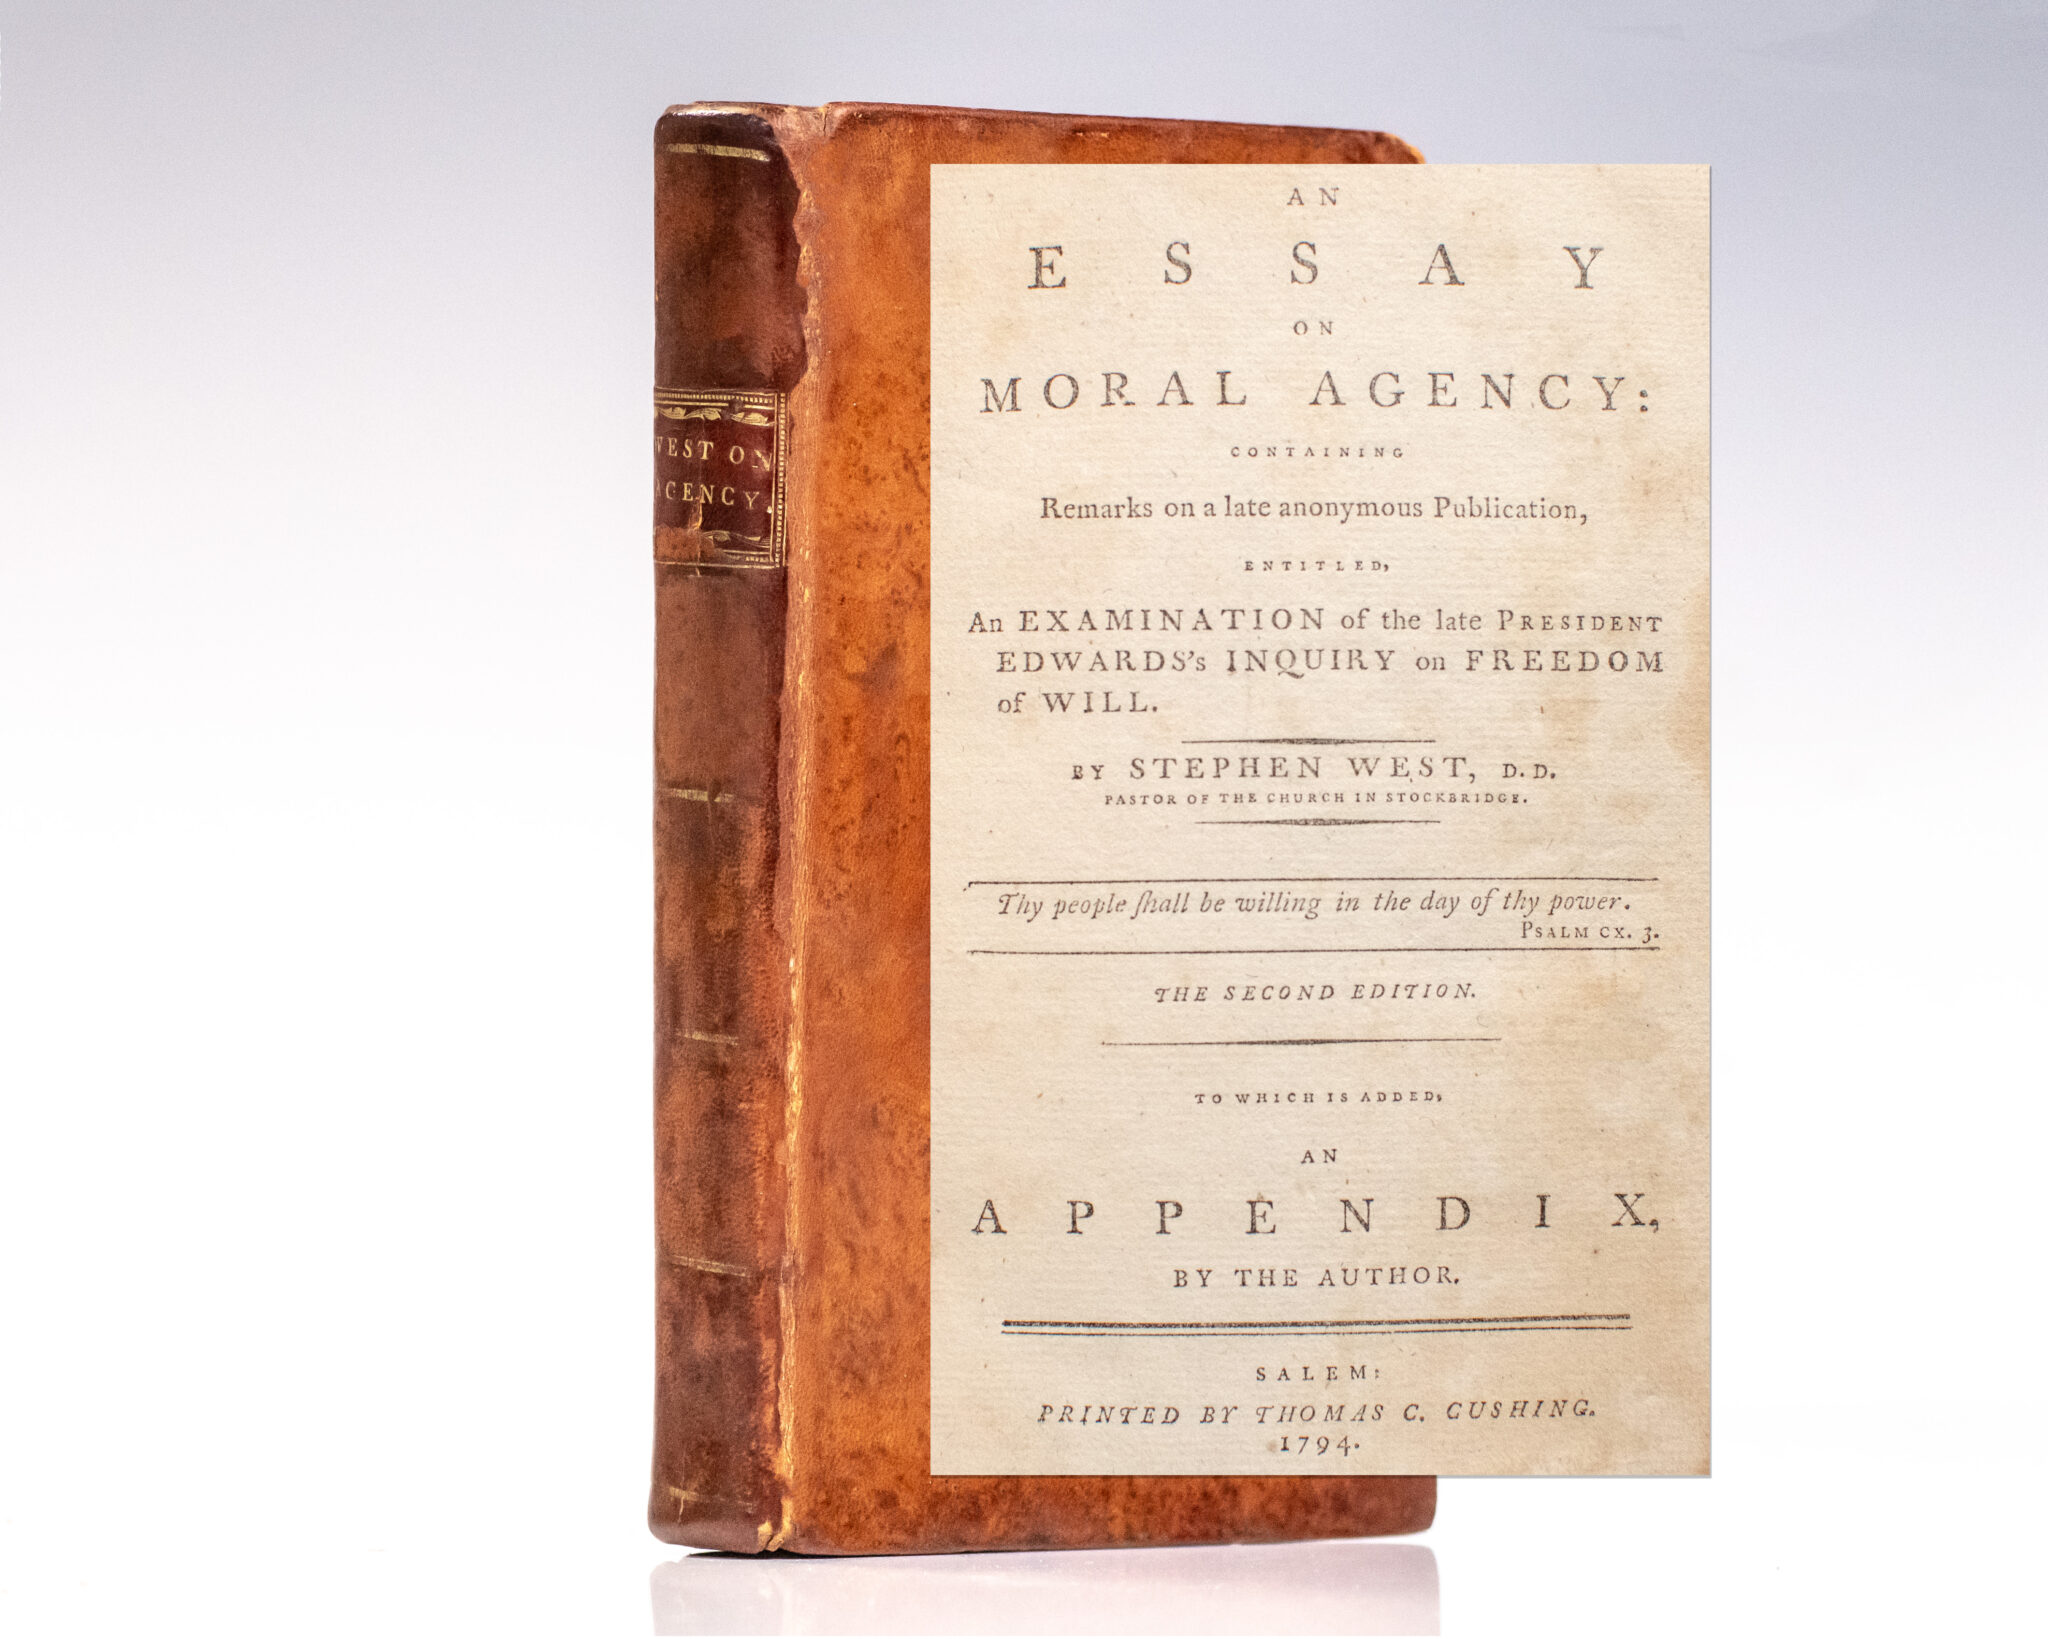 WEST ON
AGENCY.
AN
ESSAY
ON
MORAL AGENCY:
CONTAINING
Remarks on a late anonymous Publication,
ENTITLED,
An EXAMINATION of the late PRESIDENT
EDWARDS's INQUIRY on FREEDOM
of WILL.
BY STEPHEN WEST, D.D.
PASTOR OF THE CHURCH IN STOCKBRIDGE.
Thy people ſhall be willing in the day of thy power.
PSALM CX. 3.
THE SECOND EDITION.
TO WHICH IS ADDED,
AN
APPENDIX,
BY THE AUTHOR.
SALEM:
PRINTED BY THOMAS C. CUSHING.
1794.